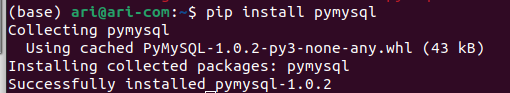 (base) ari@ari-com:~$ pip install pymysql
Collecting pymysql
  Using cached PyMySQL-1.0.2-py3-none-any.whl (43 kB)
Installing collected packages: pymysql
Successfully installed pymysql-1.0.2